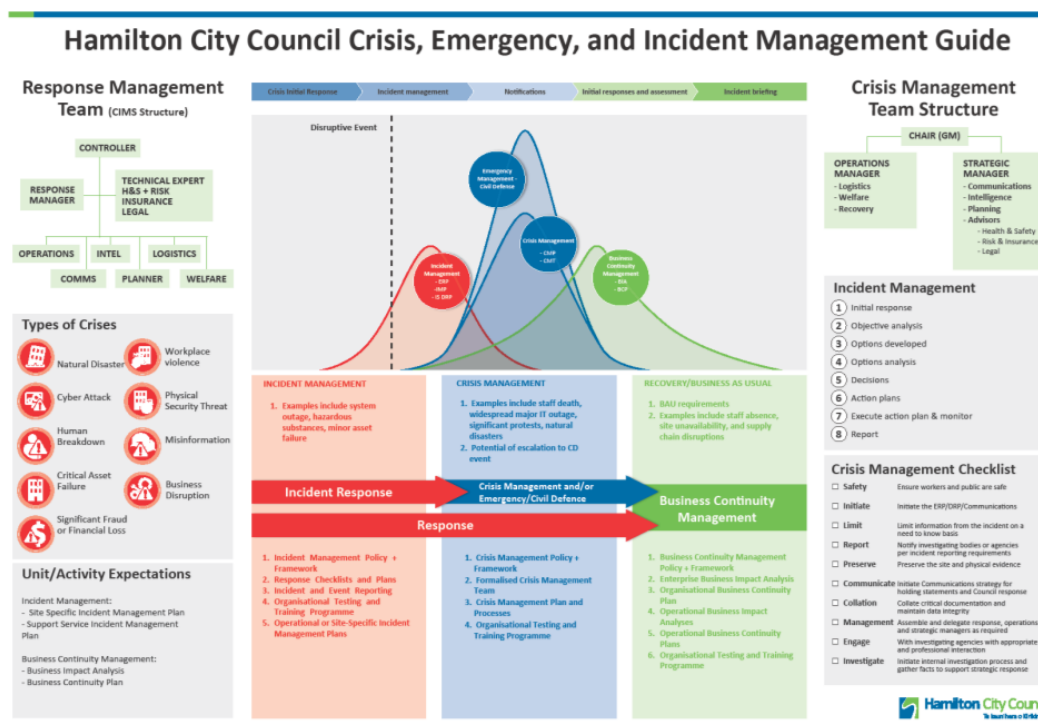 Hamilton City Council Crisis, Emergency, and Incident Management Guide
Response Management
Team (CIMS Structure)
CONTROLLER
RESPONSE
MANAGER
TECHNICAL EXPERT
H&S + RISK
INSURANCE
LEGAL
OPERATIONS
INTEL
LOGISTICS
COMMS
PLANNER
WELFARE
Types of Crises
Natural Disaster
Workplace
violence
Cyber Attack
Physical
Security Threat
Human
Breakdown
Misinformation
Critical Asset
Failure
Business
Disruption
Significant Fraud
or Financial Loss
Unit/Activity Expectations
Incident Management:
- Site Specific Incident Management Plan
- Support Service Incident Management
Plan
Business Continuity Management:
- Business Impact Analysis
- Business Continuity Plan
Crisis Initial Response
Incident management
Notifications
Initial responses and assessment
Incident briefing
Disruptive Event
Emergency
Management -
Civil Defence
Crisis Management
- CMP
- CMT
Incident
Management
- ERP
-IMP
- IS DRP
Business
Continuity
Management
- BIA
- BCP
INCIDENT MANAGEMENT
1. Examples include system
outage, hazardous
substances, minor asset
failure
CRISIS MANAGEMENT
1. Examples include staff death,
widespread major IT outage,
significant protests, natural
disasters
2. Potential of escalation to CD
event
RECOVERY/BUSINESS AS USUAL
1. BAU requirements
2. Examples include staff absence,
site unavailability, and supply
chain disruptions
Incident Response
Crisis Management and/or
Emergency/Civil Defence
Business Continuity
Management
Response
1. Incident Management Policy +
Framework
2. Response Checklists and Plans
3. Incident and Event Reporting
4. Organisational Testing and
Training Programme
5. Operational or Site-Specific Incident
Management Plans
1. Crisis Management Policy +
Framework
2. Formalised Crisis Management
Team
3. Crisis Management Plan and
Processes
4. Organisational Testing and
Training Programme
1. Business Continuity Management
Policy + Framework
2. Enterprise Business Impact Analysis
3. Organisational Business Continuity
Plan
4. Operational Business Impact
Analyses
5. Operational Business Continuity
Plans
6. Organisational Testing and Training
Programme
Crisis Management
Team Structure
CHAIR (GM)
OPERATIONS
MANAGER
- Logistics
- Welfare
- Recovery
STRATEGIC
MANAGER
- Communications
- Intelligence
- Planning
- Advisors
- Health & Safety
- Risk & Insurance
- Legal
Incident Management
1 Initial response
2 Objective analysis
3 Options developed
4 Options analysis
5 Decisions
6 Action plans
7 Execute action plan & monitor
8 Report
Crisis Management Checklist
Safety Ensure workers and public are safe
Initiate Initiate the ERP/DRP/Communications
Limit Limit information from the incident on a
need to know basis
Report Notify investigating bodies or agencies
per incident reporting requirements
Preserve Preserve the site and physical evidence
Communicate Initiate Communications strategy for
holding statements and Council response
Collation Collate critical documentation and
maintain data integrity
Management Assemble and delegate response, operations
and strategic managers as required
Engage With investigating agencies with appropriate
and professional interaction
Investigate Initiate internal investigation process and
gather facts to support strategic response
Hamilton City Coun